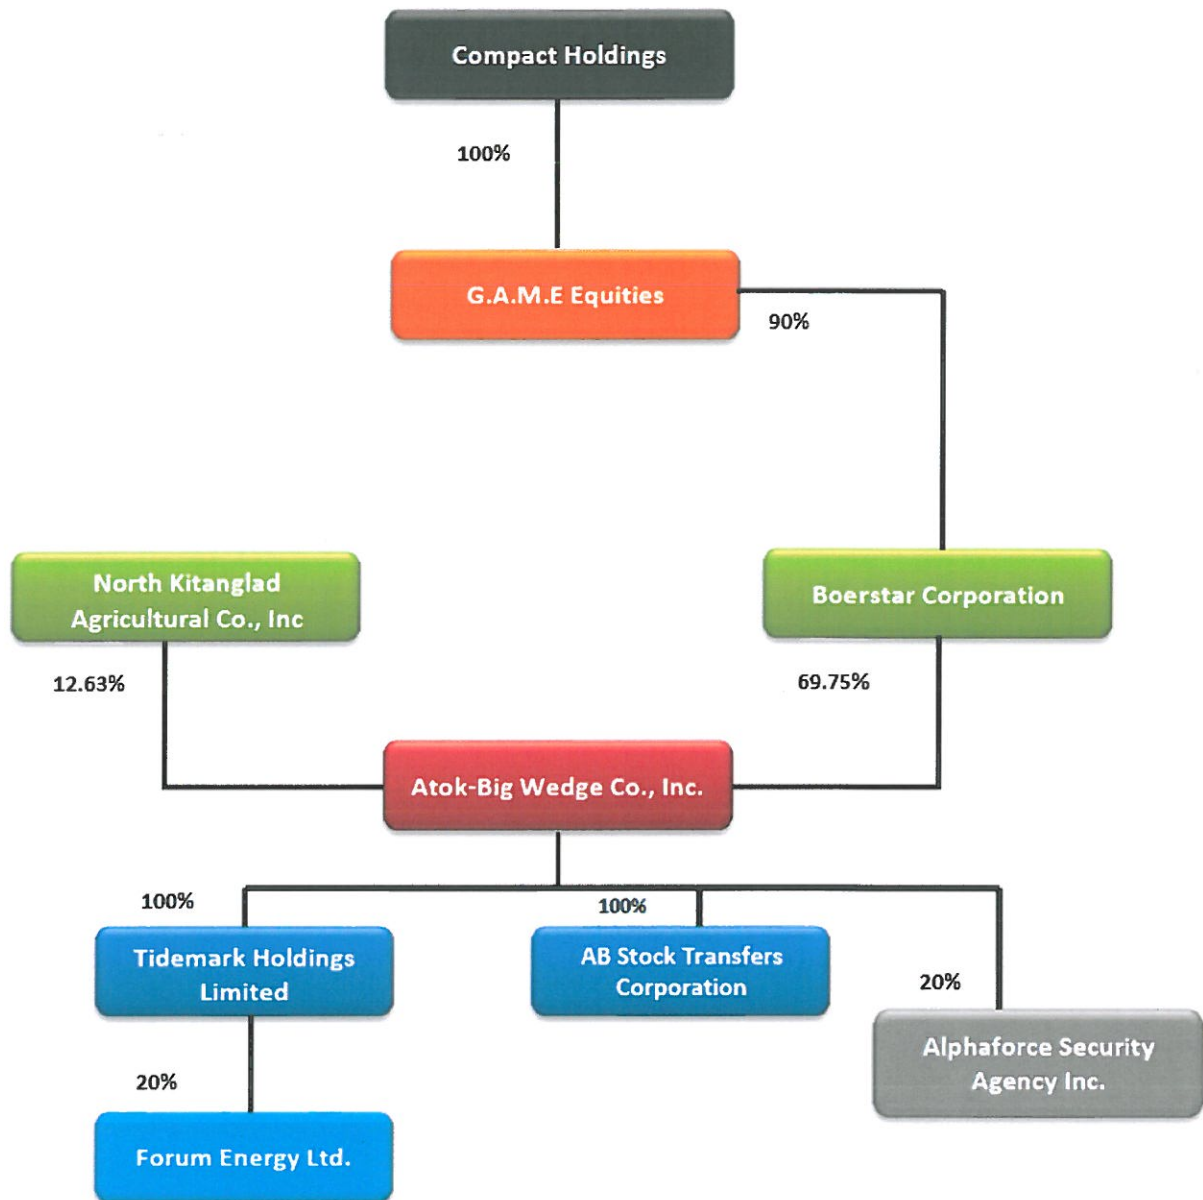 Compact Holdings
100%
G.A.M.E Equities
90%
North Kitanglad
Agricultural Co., Inc
Boerstar Corporation
12.63%
69.75%
Atok-Big Wedge Co., Inc.
100%
100%
Tidemark Holdings
Limited
AB Stock Transfers
Corporation
20%
Alphaforce Security
Agency Inc.
20%
Forum Energy Ltd.